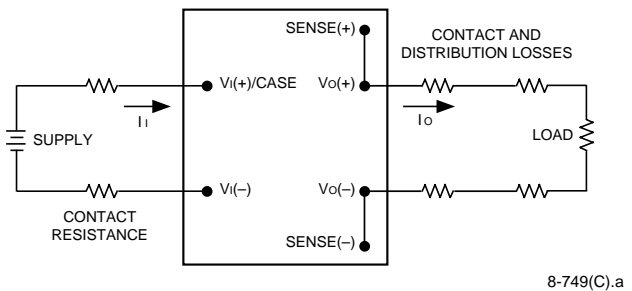 SENSE(+)
CONTACT AND
DISTRIBUTION LOSSES
VI(+)/CASE
VO(+)
II
IO
SUPPLY
LOAD
VI(–)
VO(–)
CONTACT
RESISTANCE
SENSE(–)
8-749(C).a